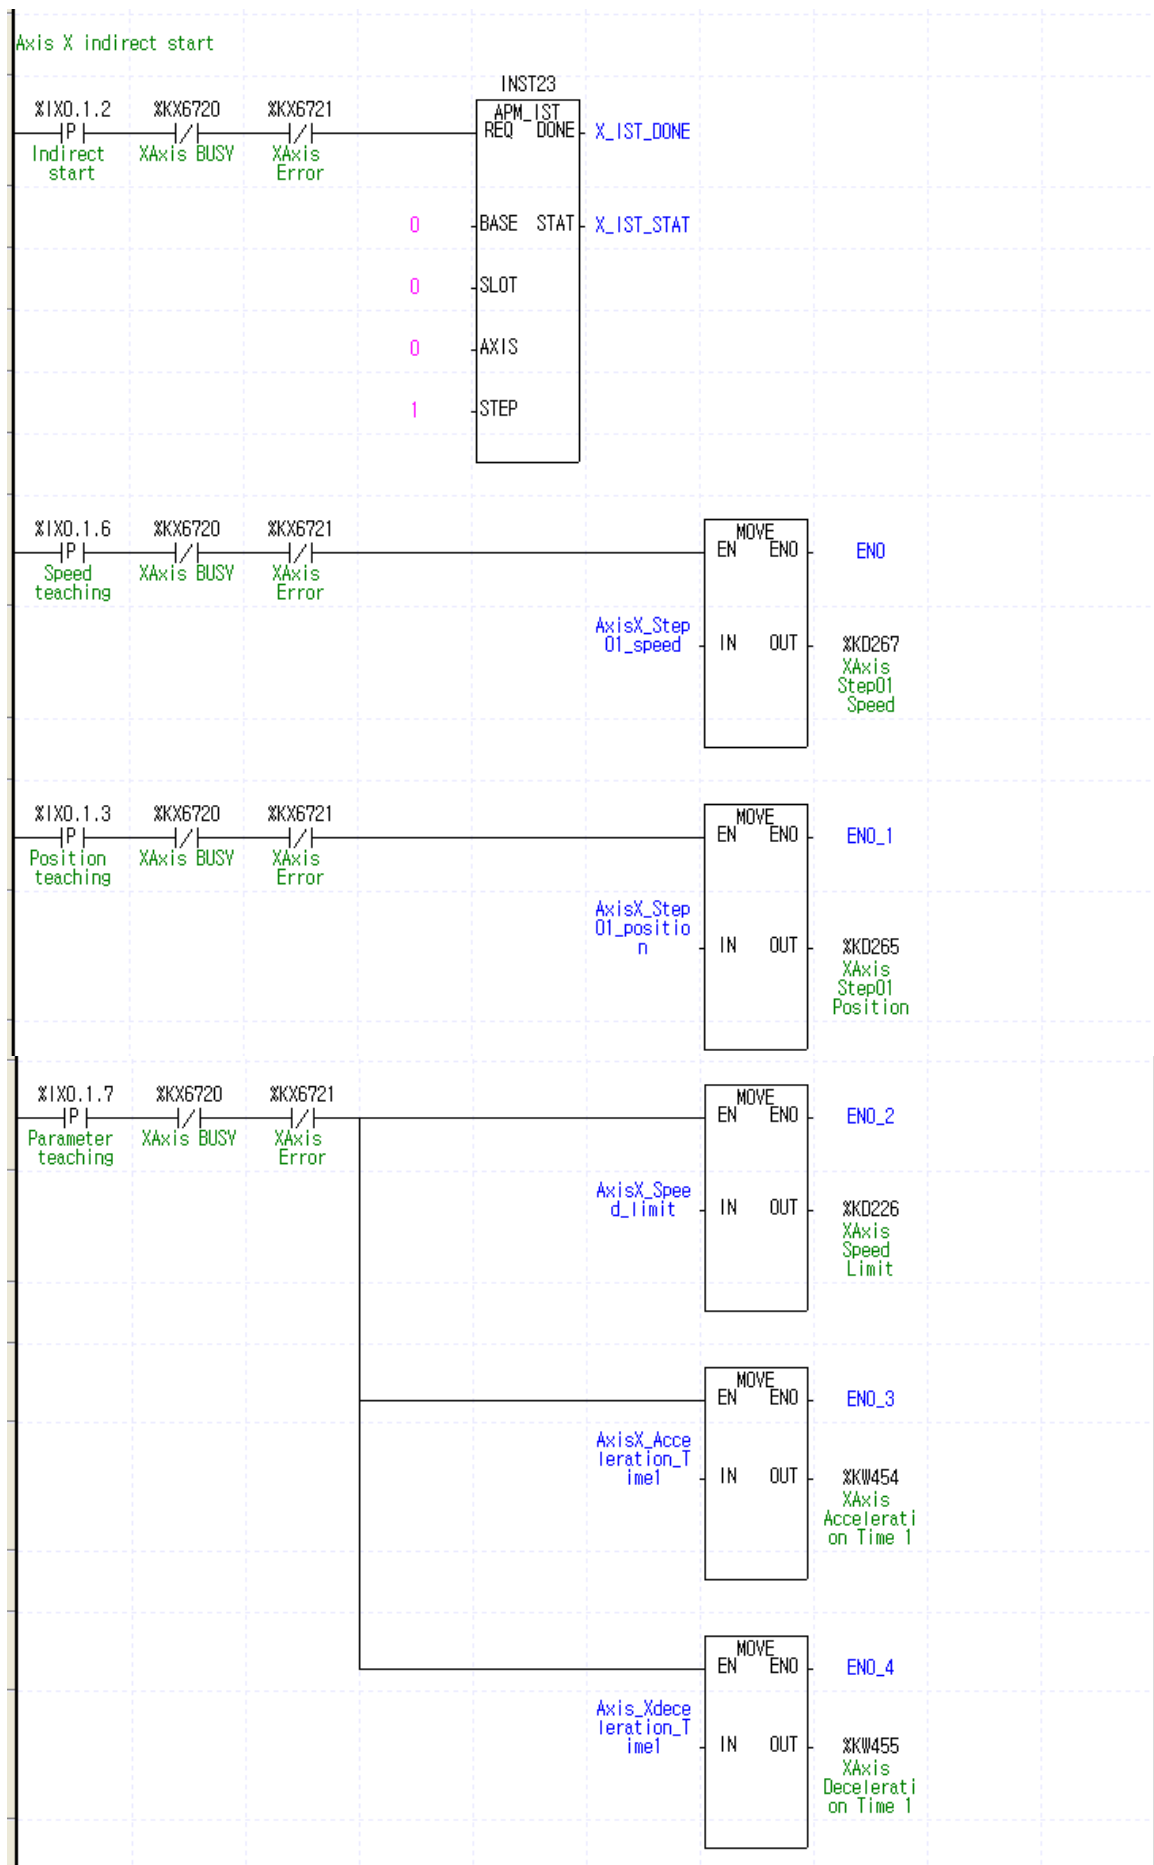 Axis X indirect start
INST23
%IX0.1.2 %KX6720 %KX6721 APM_IST
P REQ DONE X_IST_DONE
Indirect XAxis BUSY XAxis
start Error
0 BASE STAT X_IST_STAT
0 SLOT
0 AXIS
1 STEP
%IX0.1.6 %KX6720 %KX6721 MOVE
P EN ENO ENO
Speed XAxis BUSY XAxis
teaching Error
AxisX_Step
01_speed IN OUT %KD267
XAxis
Step01
Speed
%IX0.1.3 %KX6720 %KX6721 MOVE
P EN ENO ENO_1
Position XAxis BUSY XAxis
teaching Error
AxisX_Step
01_positio
n IN OUT %KD265
XAxis
Step01
Position
%IX0.1.7 %KX6720 %KX6721 MOVE
P EN ENO ENO_2
Parameter XAxis BUSY XAxis
teaching Error
AxisX_Spee
d_limit IN OUT %KD226
XAxis
Speed
Limit
MOVE
EN ENO ENO_3
AxisX_Acce
leration_T
ime1 IN OUT %KW454
XAxis
Accelerati
on Time 1
MOVE
EN ENO ENO_4
Axis_Xdece
leration_T
ime1 IN OUT %KW455
XAxis
Decelerati
on Time 1